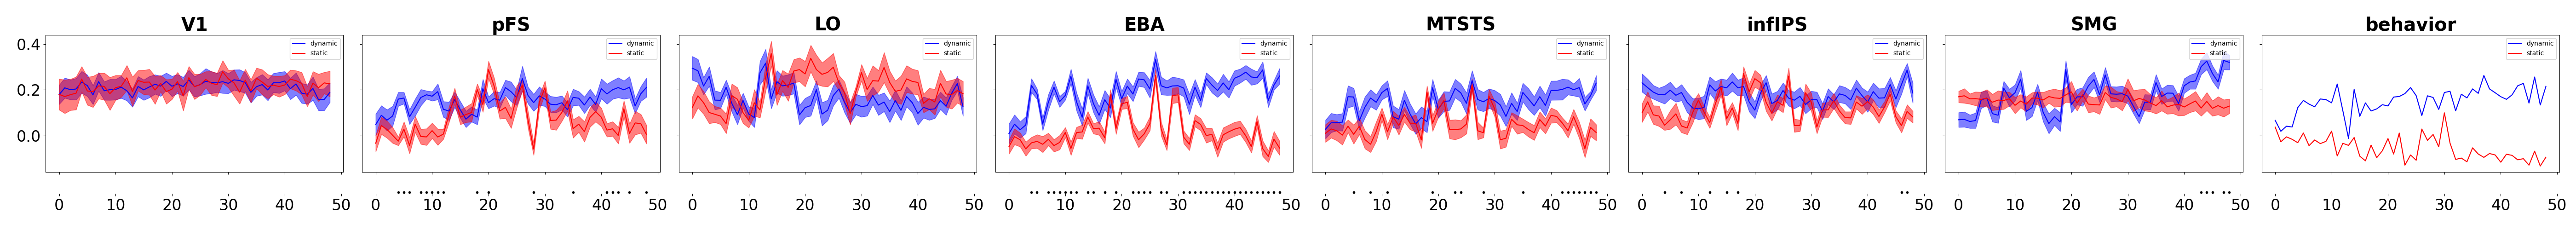 V1 pFS LO EBA MTSTS infIPS SMG behavior
dynamic dynamic dynamic dynamic dynamic dynamic dynamic dynamic
static static static static static static static static
0.4
0.2
0.0
0 10 20 30 40 50 0 10 20 30 40 50 0 10 20 30 40 50 0 10 20 30 40 50 0 10 20 30 40 50 0 10 20 30 40 50 0 10 20 30 40 50 0 10 20 30 40 50